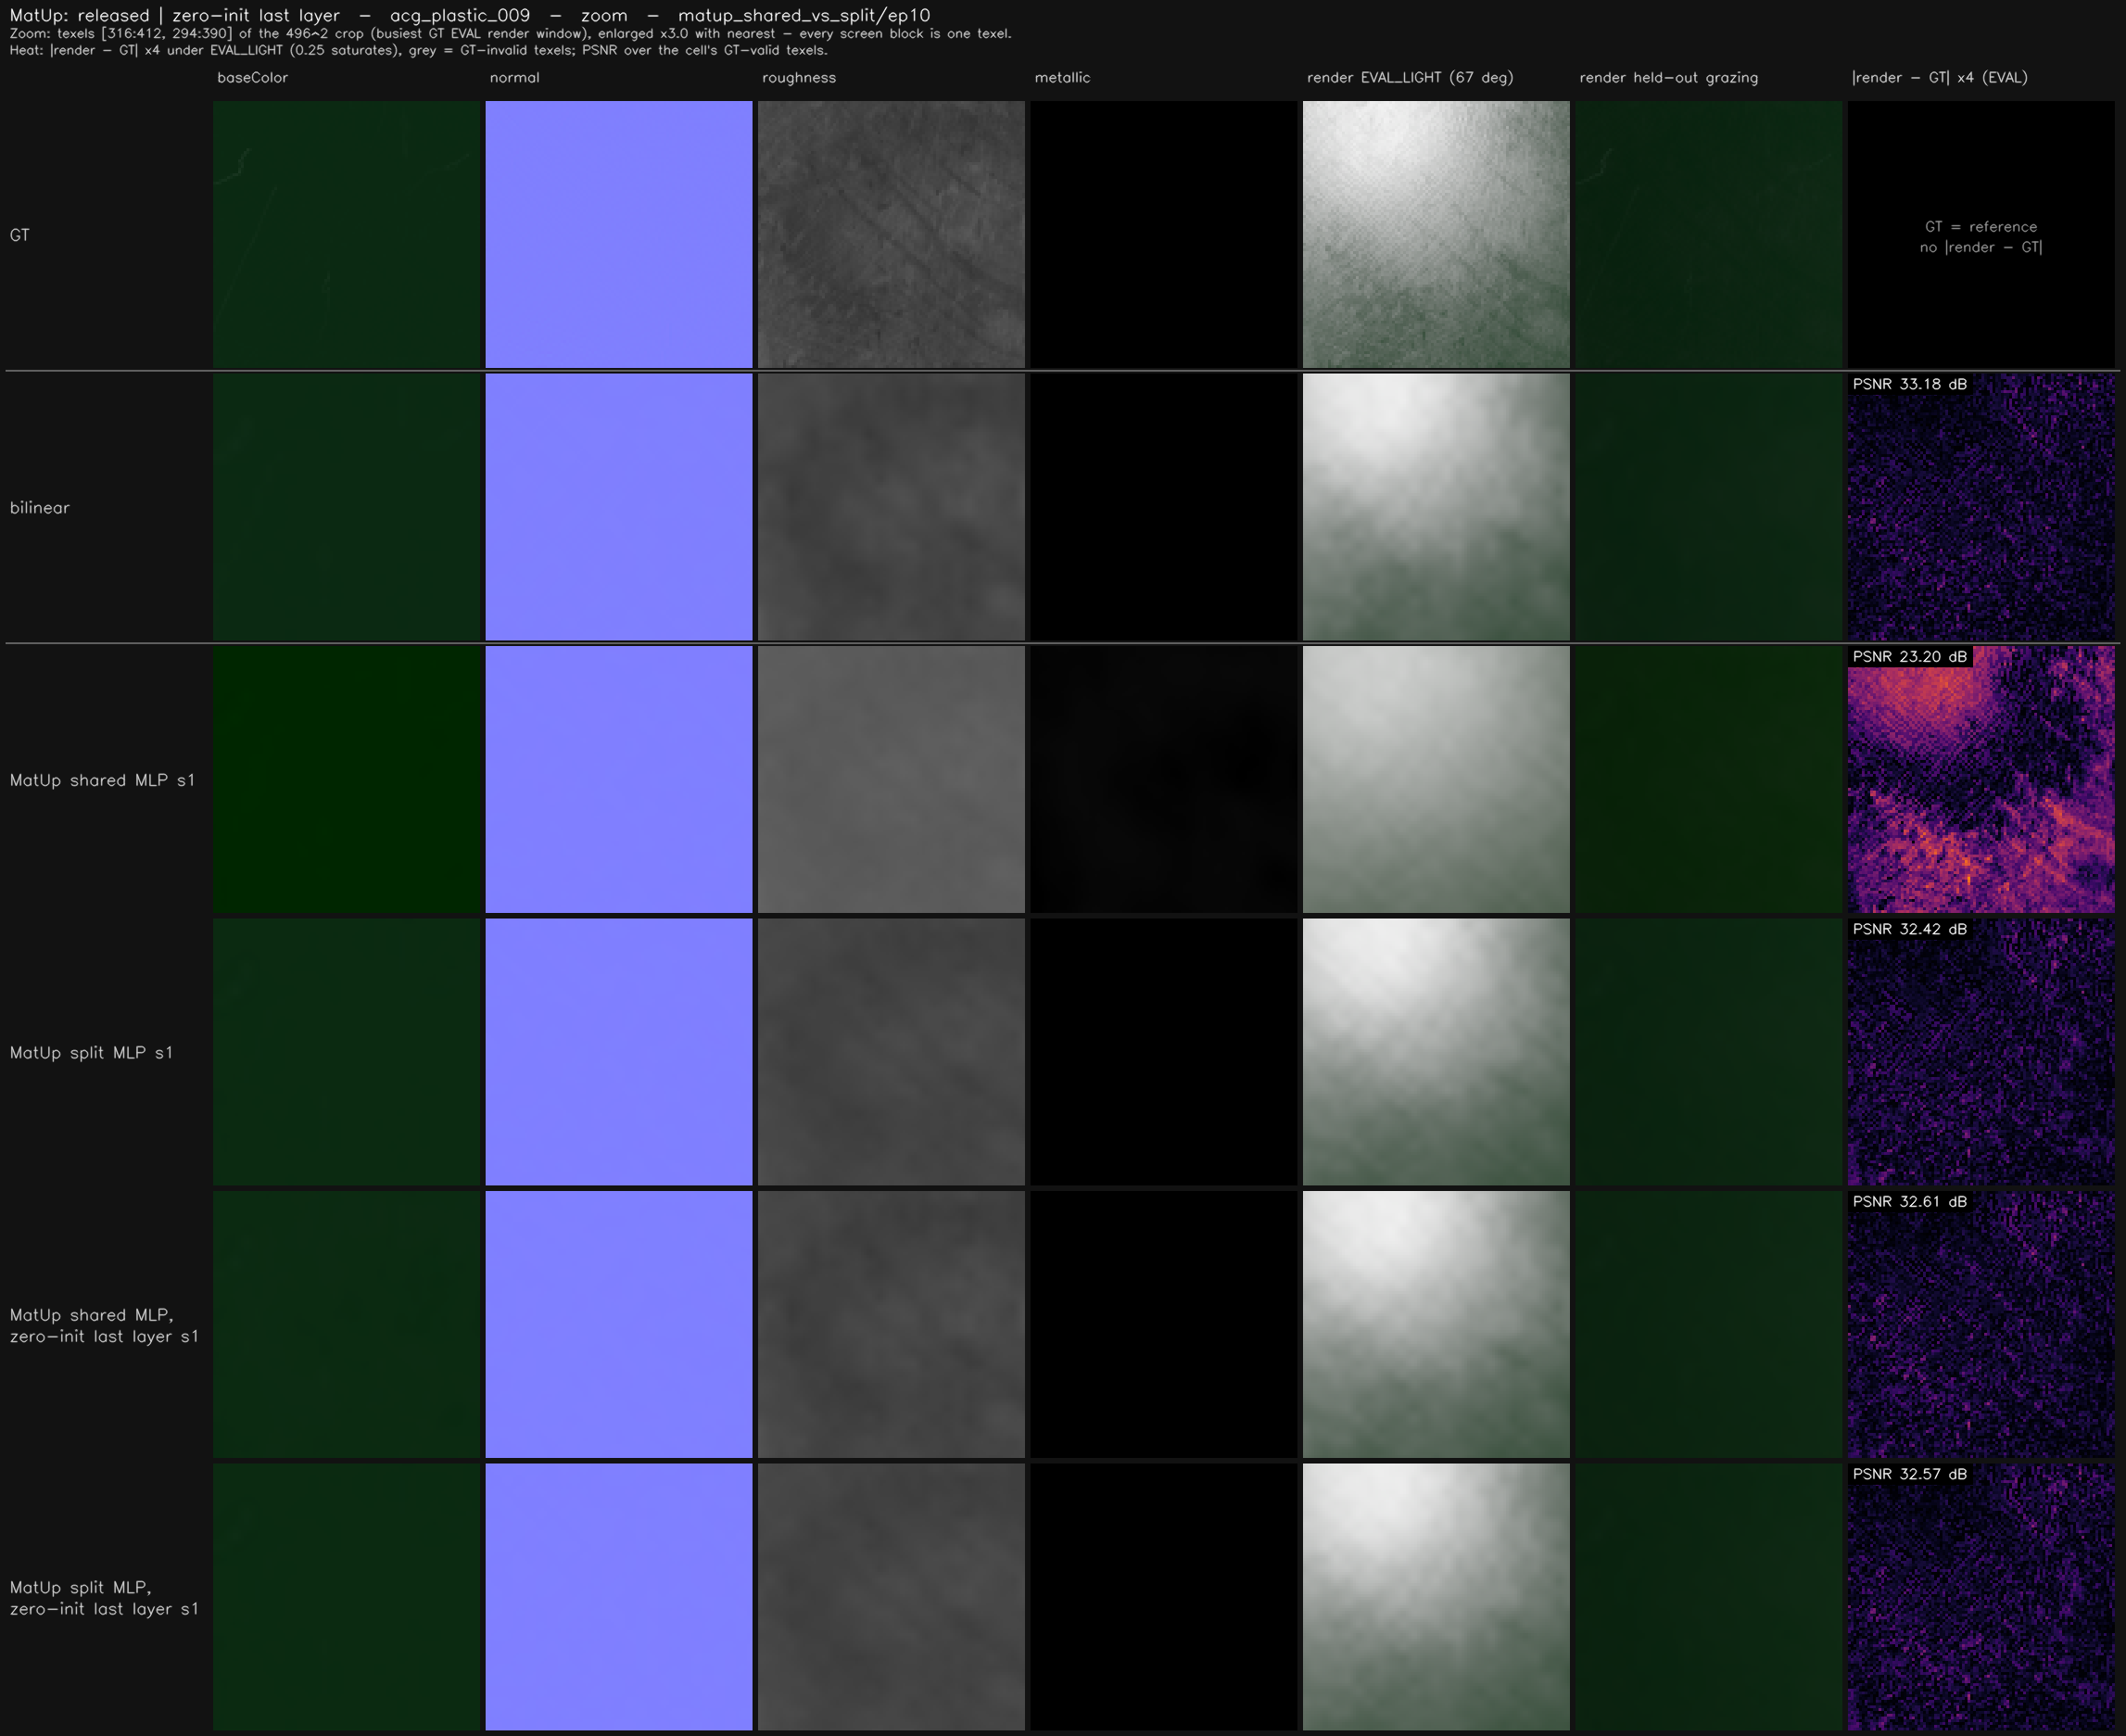 MatUp: released | zero-init last layer — acg_plastic_009 — zoom — matup_shared_vs_split/ep10
Zoom: texels [316:412, 294:390] of the 496^2 crop (busiest GT EVAL render window), enlarged x3.0 with nearest — every screen block is one texel.
Heat: |render - GT| x4 under EVAL_LIGHT (0.25 saturates), grey = GT-invalid texels; PSNR over the cell's GT-valid texels.
baseColor normal roughness metallic render EVAL_LIGHT (67 deg) render held-out grazing |render - GT| x4 (EVAL)
GT
GT = reference
no |render - GT|
bilinear
PSNR 33.18 dB
MatUp shared MLP s1
PSNR 23.20 dB
MatUp split MLP s1
PSNR 32.42 dB
MatUp shared MLP,
zero-init last layer s1
PSNR 32.61 dB
MatUp split MLP,
zero-init last layer s1
PSNR 32.57 dB